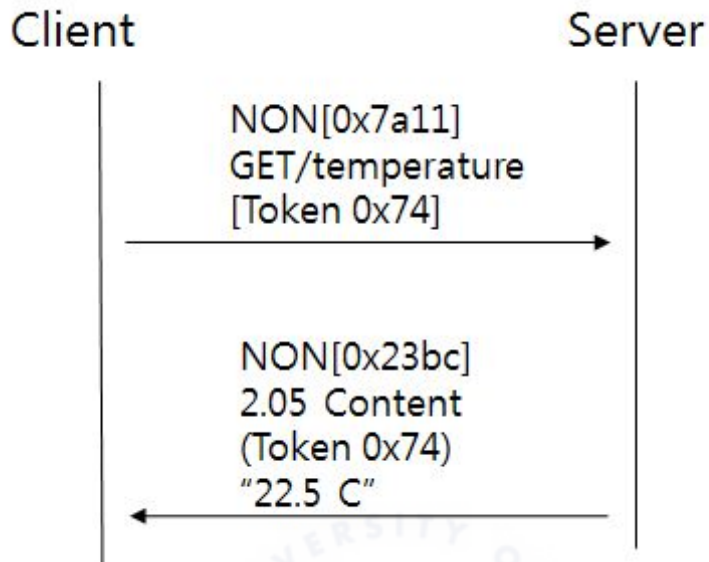 Client
Server
NON[0x7a11]
GET/temperature
[Token 0x74]
NON[0x23bc]
2.05 Content
(Token 0x74)
“22.5 C”